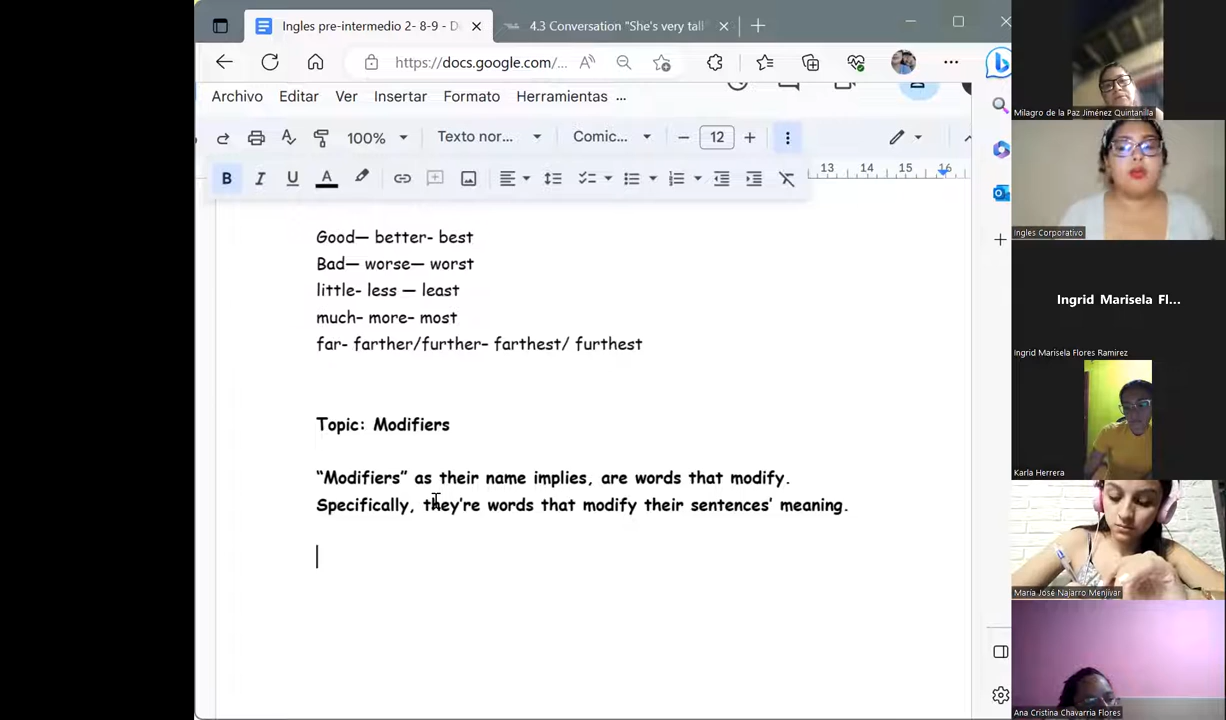 Ingles pre-intermedio 2- 8-9 - D
4.3 Conversation "She's very tall"
https://docs.google.com/...
Archivo Editar Ver Insertar Formato Herramientas ...
100% Texto nor... Comic... 12
B I U A
13 14 15 16
Good— better- best
Bad— worse— worst
little- less — least
much- more- most
far- farther/further- farthest/ furthest
Topic: Modifiers
“Modifiers” as their name implies, are words that modify.
Specifically, they’re words that modify their sentences’ meaning.
Milagro de la Paz Jiménez Quintanilla
Ingles Corporativo
Ingrid Marisela Fl...
Ingrid Marisela Flores Ramirez
Karla Herrera
María José Najarro Menjívar
Ana Cristina Chavarria Flores